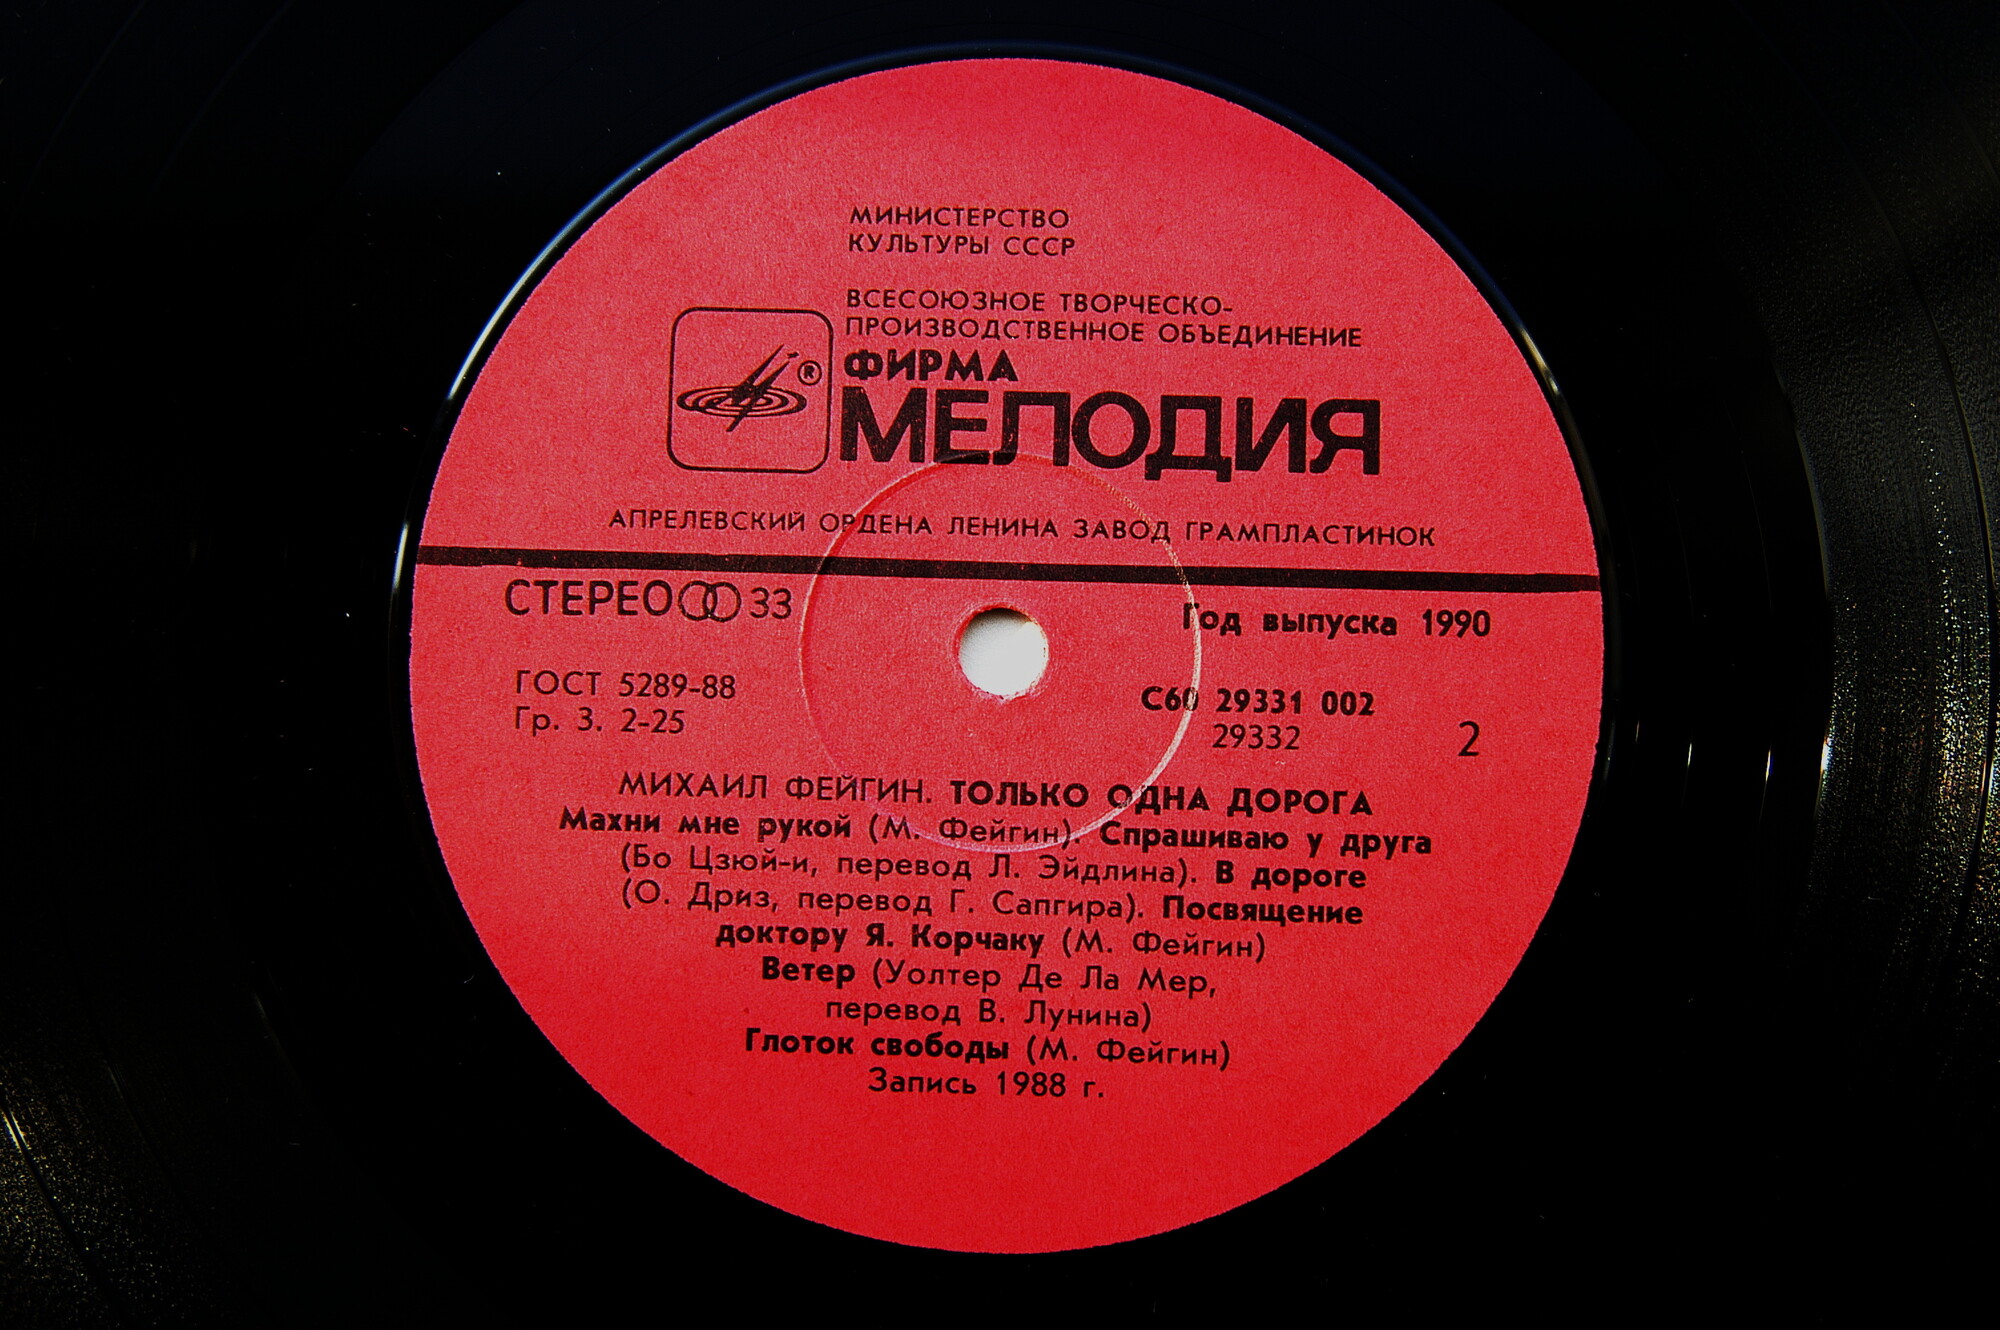 МИНИСТЕРСТВО
КУЛЬТУРЫ СССР
ВСЕСОЮЗНОЕ ТВОРЧЕСКО-
ПРОИЗВОДСТВЕННОЕ ОБЪЕДИНЕНИЕ
®
ФИРМА
МЕЛОДИЯ
АПРЕЛЕВСКИЙ ОРДЕНА ЛЕНИНА ЗАВОД ГРАМПЛАСТИНОК
СТЕРЕО 33
Год выпуска 1990
ГОСТ 5289-88
Гр. 3. 2-25
С60 29331 002
29332
2
МИХАИЛ ФЕЙГИН. ТОЛЬКО ОДНА ДОРОГА
Махни мне рукой (М. Фейгин). Спрашиваю у друга
(Бо Цзюй-и, перевод Л. Эйдлина). В дороге
(О. Дриз, перевод Г. Сапгира). Посвящение
доктору Я. Корчаку (М. Фейгин)
Ветер (Уолтер Де Ла Мер,
перевод В. Лунина)
Глоток свободы (М. Фейгин)
Запись 1988 г.